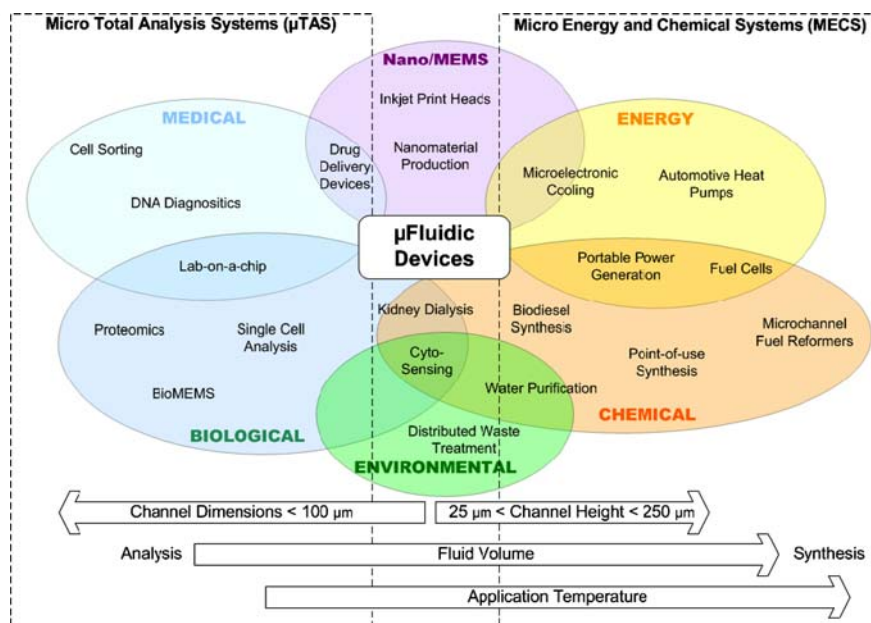 Micro Total Analysis Systems (µTAS)
Micro Energy and Chemical Systems (MECS)
Nano/MEMS
Inkjet Print Heads
Nanomaterial
Production
MEDICAL
Cell Sorting
Drug
Delivery
Devices
DNA Diagnositics
ENERGY
Microelectronic
Cooling
Automotive Heat
Pumps
µFluidic
Devices
Lab-on-a-chip
Portable Power
Generation
Fuel Cells
Proteomics
Single Cell
Analysis
BioMEMS
BIOLOGICAL
Kidney Dialysis
Cyto-
Sensing
Biodiesel
Synthesis
Microchannel
Fuel Reformers
Point-of-use
Synthesis
Water Purification
CHEMICAL
Distributed Waste
Treatment
ENVIRONMENTAL
Channel Dimensions < 100 µm
25 µm < Channel Height < 250 µm
Analysis
Fluid Volume
Synthesis
Application Temperature